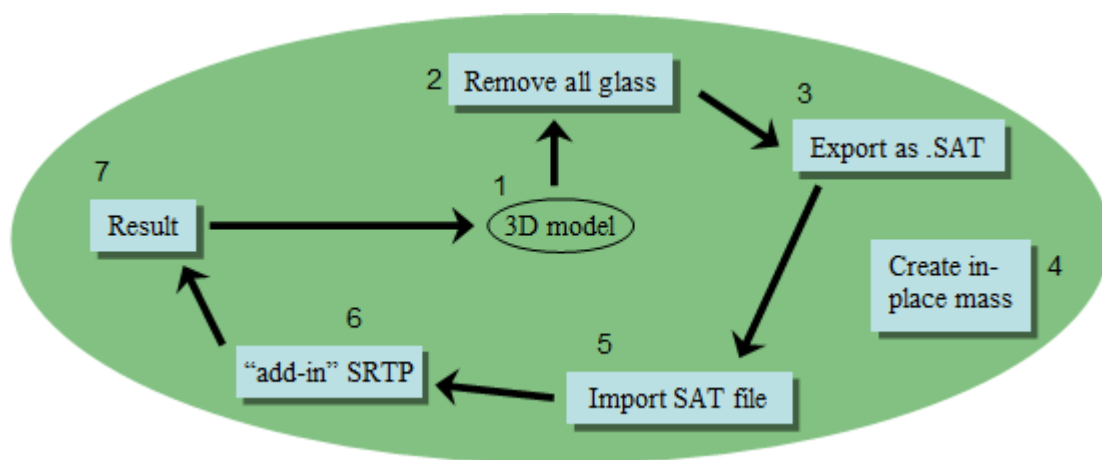 2
Remove all glass
3
Export as .SAT
7
Result
1
3D model
Create in-
place mass
4
6
"add-in" SRTP
5
Import SAT file